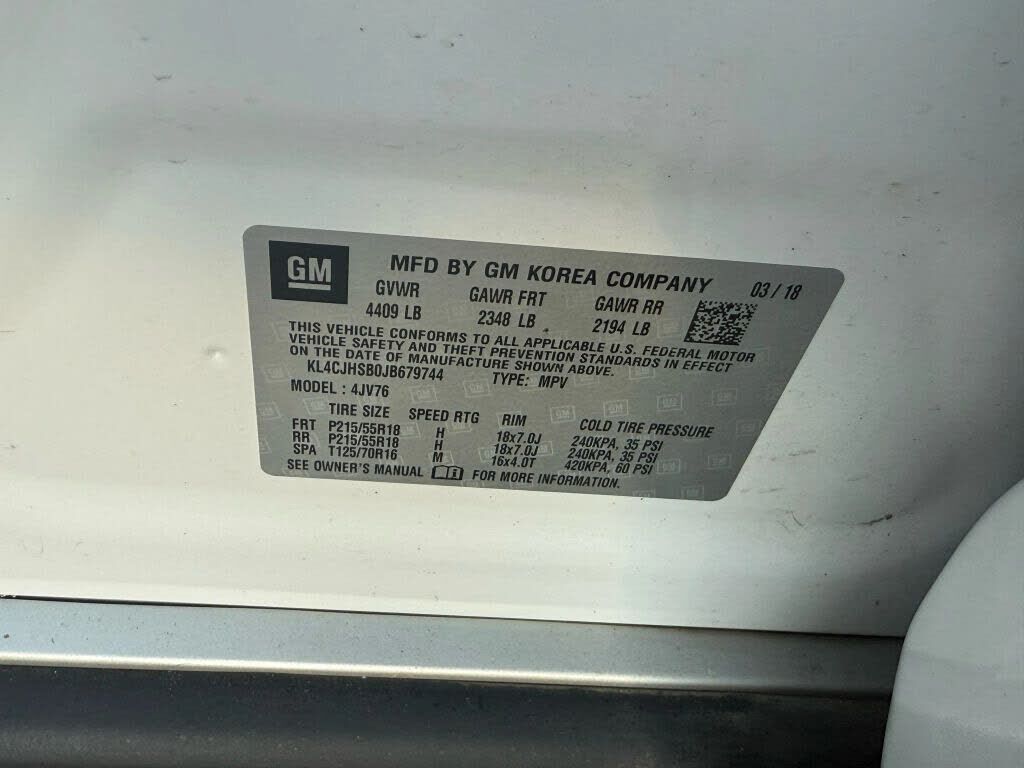 GM
MFD BY GM KOREA COMPANY 03 / 18
GVWR GAWR FRT GAWR RR
4409 LB 2348 LB 2194 LB
THIS VEHICLE CONFORMS TO ALL APPLICABLE U.S. FEDERAL MOTOR
VEHICLE SAFETY AND THEFT PREVENTION STANDARDS IN EFFECT
ON THE DATE OF MANUFACTURE SHOWN ABOVE.
KL4CJHSB0JB679744 TYPE: MPV
MODEL: 4JV76
TIRE SIZE SPEED RTG RIM COLD TIRE PRESSURE
FRT P215/55R18 H 18x7.0J 240KPA, 35 PSI
RR P215/55R18 H 18x7.0J 240KPA, 35 PSI
SPA T125/70R16 M 16x4.0T 420KPA, 60 PSI
SEE OWNER'S MANUAL FOR MORE INFORMATION.